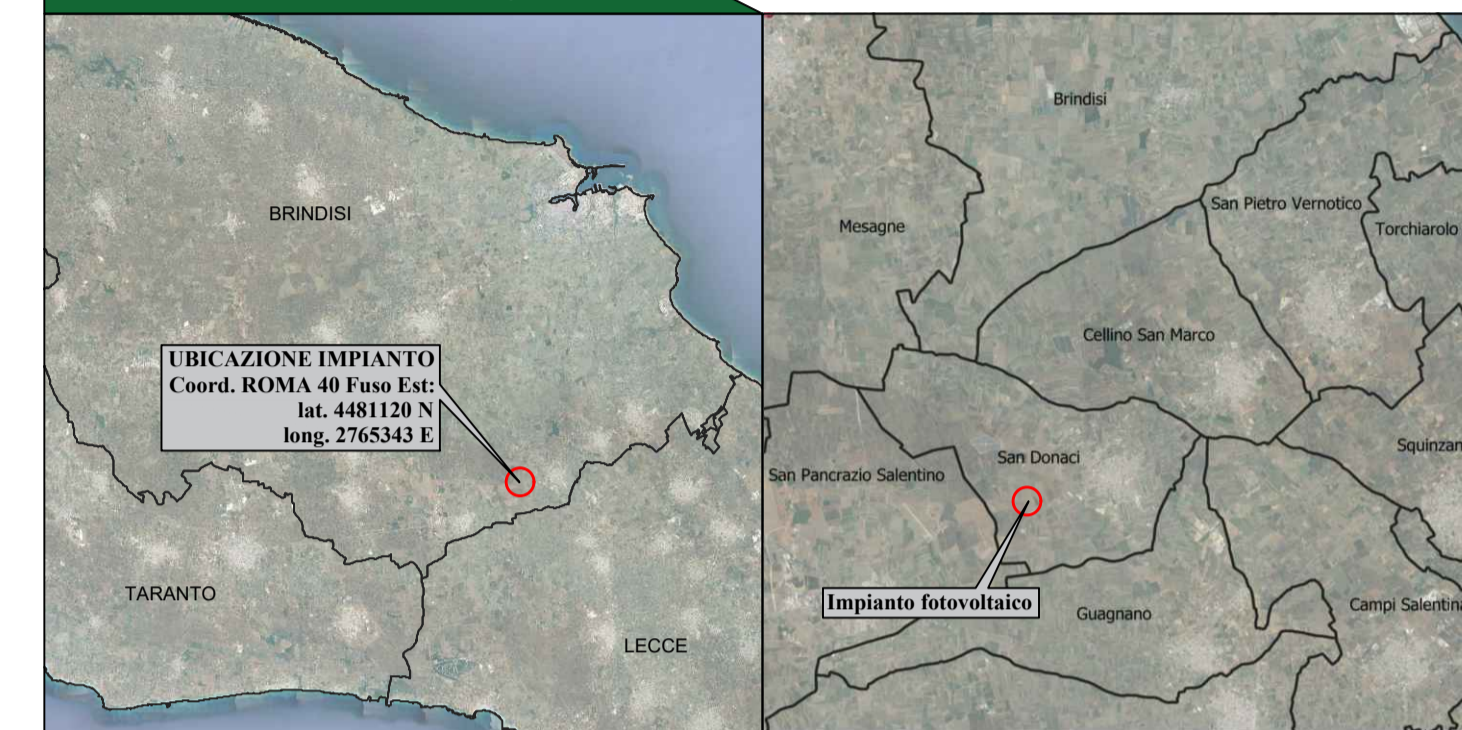 BRINDISI
UBICAZIONE IMPIANTO
Coord. ROMA 40 Fuso Est:
lat. 4481120 N
long. 2765343 E
TARANTO
LECCE
Brindisi
San Pietro Vernotico
Mesagne
Torchiarolo
Cellino San Marco
Squinzan
San Donaci
San Pancrazio Salentino
Impianto fotovoltaico
Guagnano
Campi Salentina